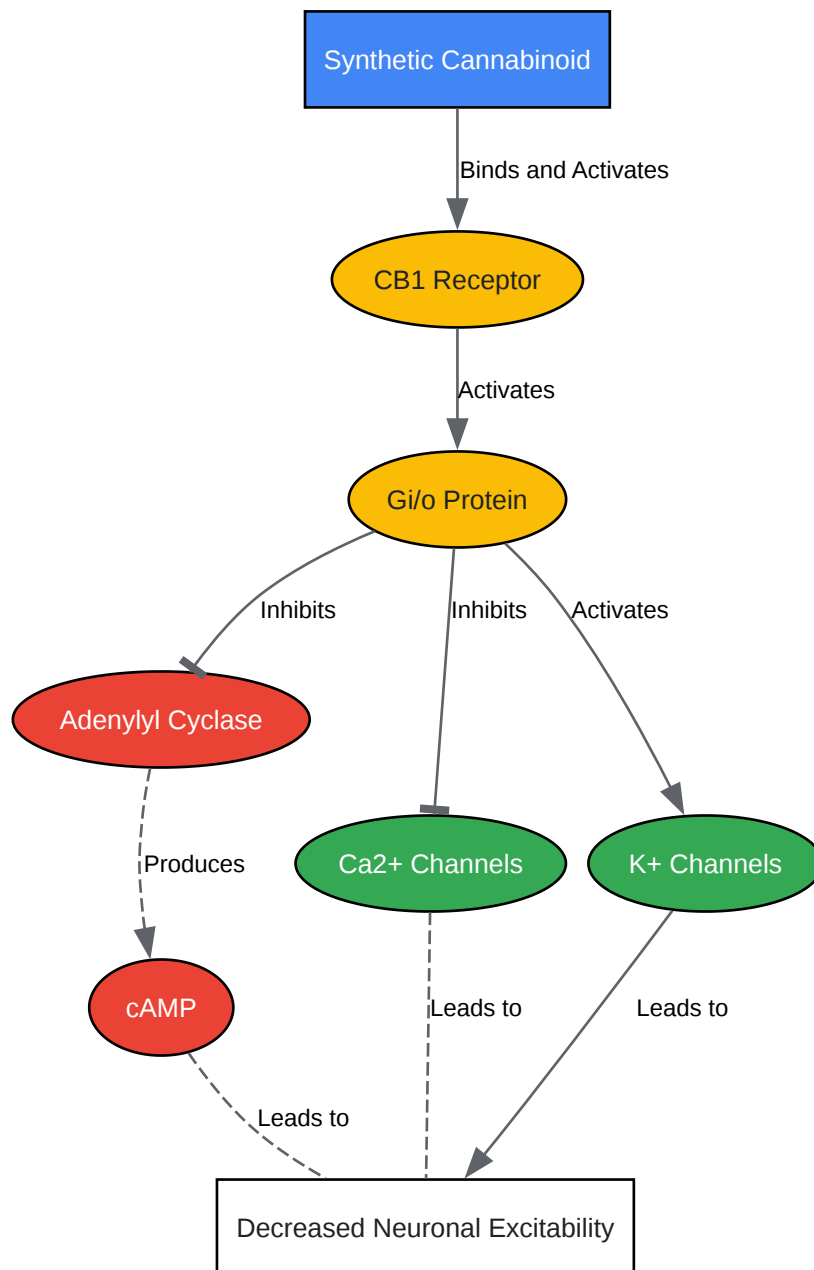 Synthetic Cannabinoid
Binds and Activates
CB1 Receptor
Activates
Gi/o Protein
Inhibits
Inhibits
Activates
Adenylyl Cyclase
Produces
Ca2+ Channels
K+ Channels
cAMP
Leads to
Leads to
Leads to
Decreased Neuronal Excitability